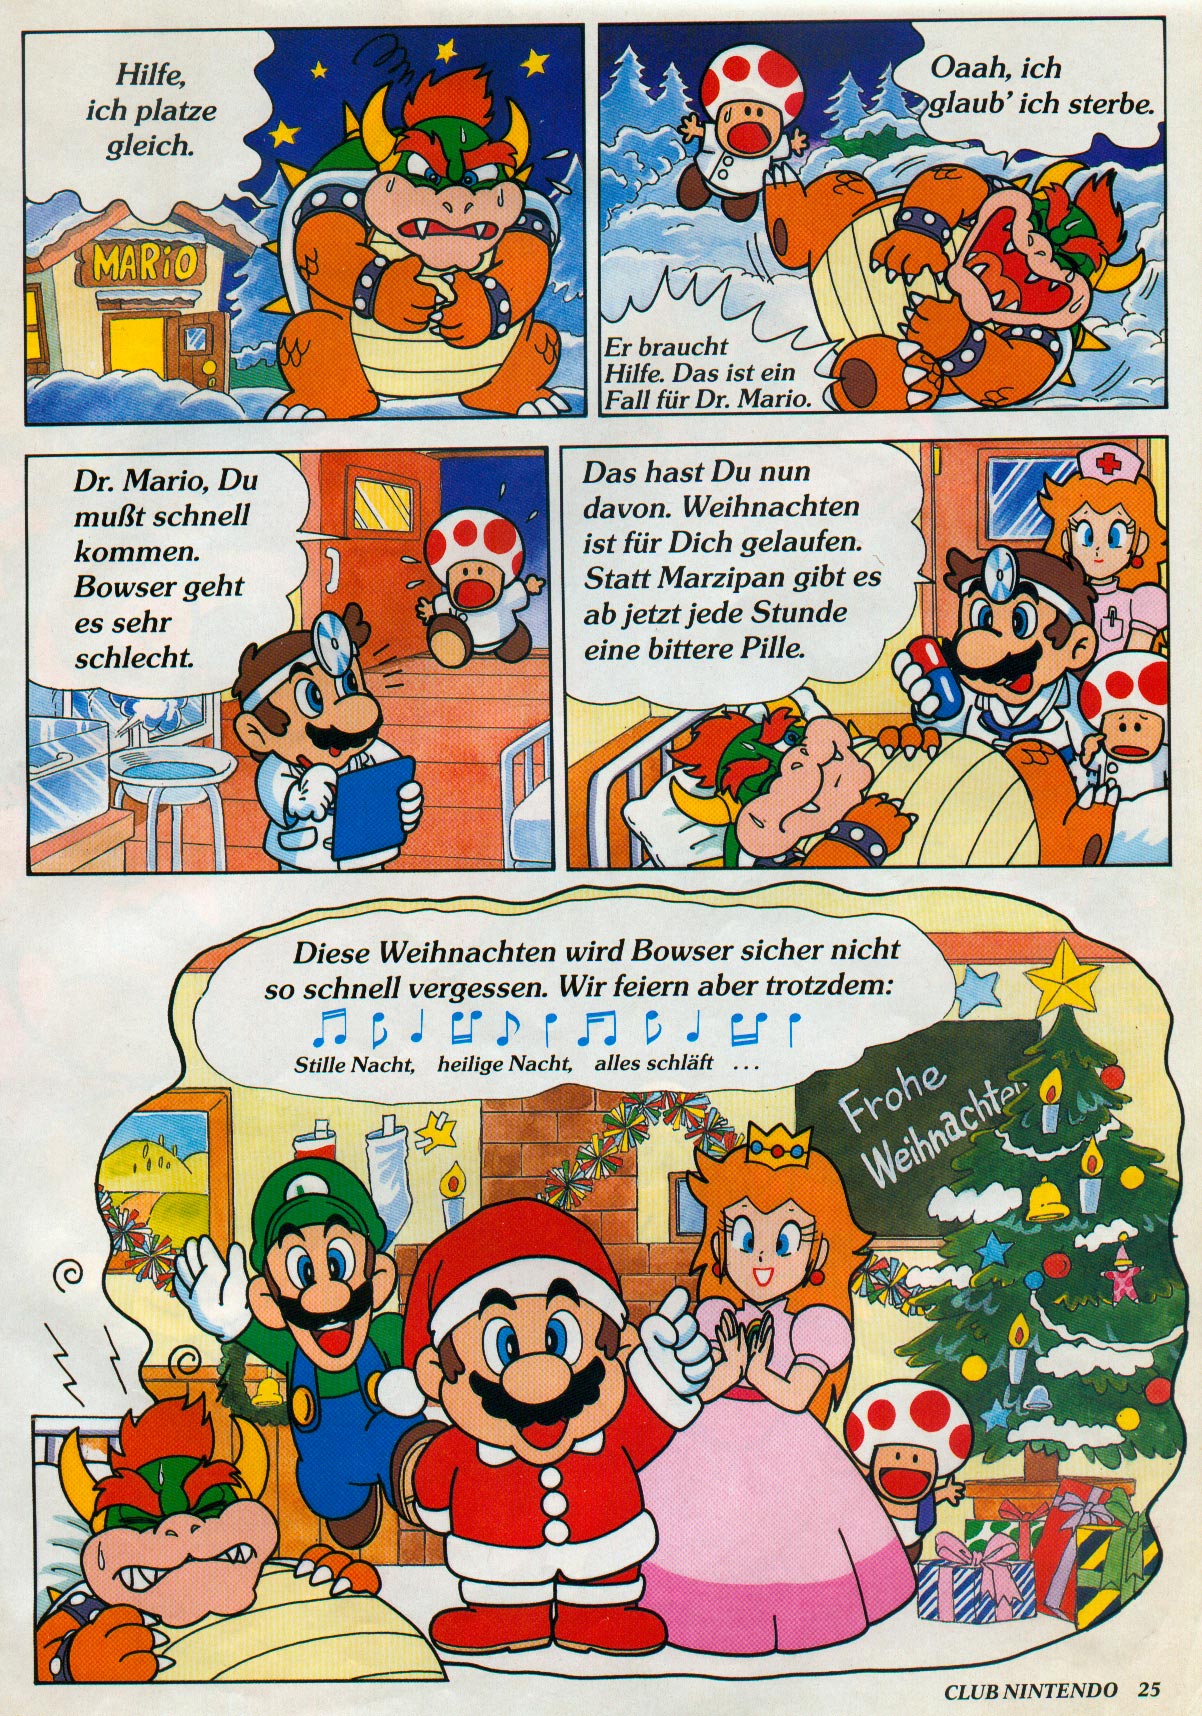 Hilfe,
ich platze
gleich.
MARiO
Oaah, ich
glaub' ich sterbe.
Er braucht
Hilfe. Das ist ein
Fall für Dr. Mario.
Dr. Mario, Du
mußt schnell
kommen.
Bowser geht
es sehr
schlecht.
Das hast Du nun
davon. Weihnachten
ist für Dich gelaufen.
Statt Marzipan gibt es
ab jetzt jede Stunde
eine bittere Pille.
Diese Weihnachten wird Bowser sicher nicht
so schnell vergessen. Wir feiern aber trotzdem:
Stille Nacht, heilige Nacht, alles schläft ...
Frohe
Weihnachten
L
CLUB NINTENDO 25